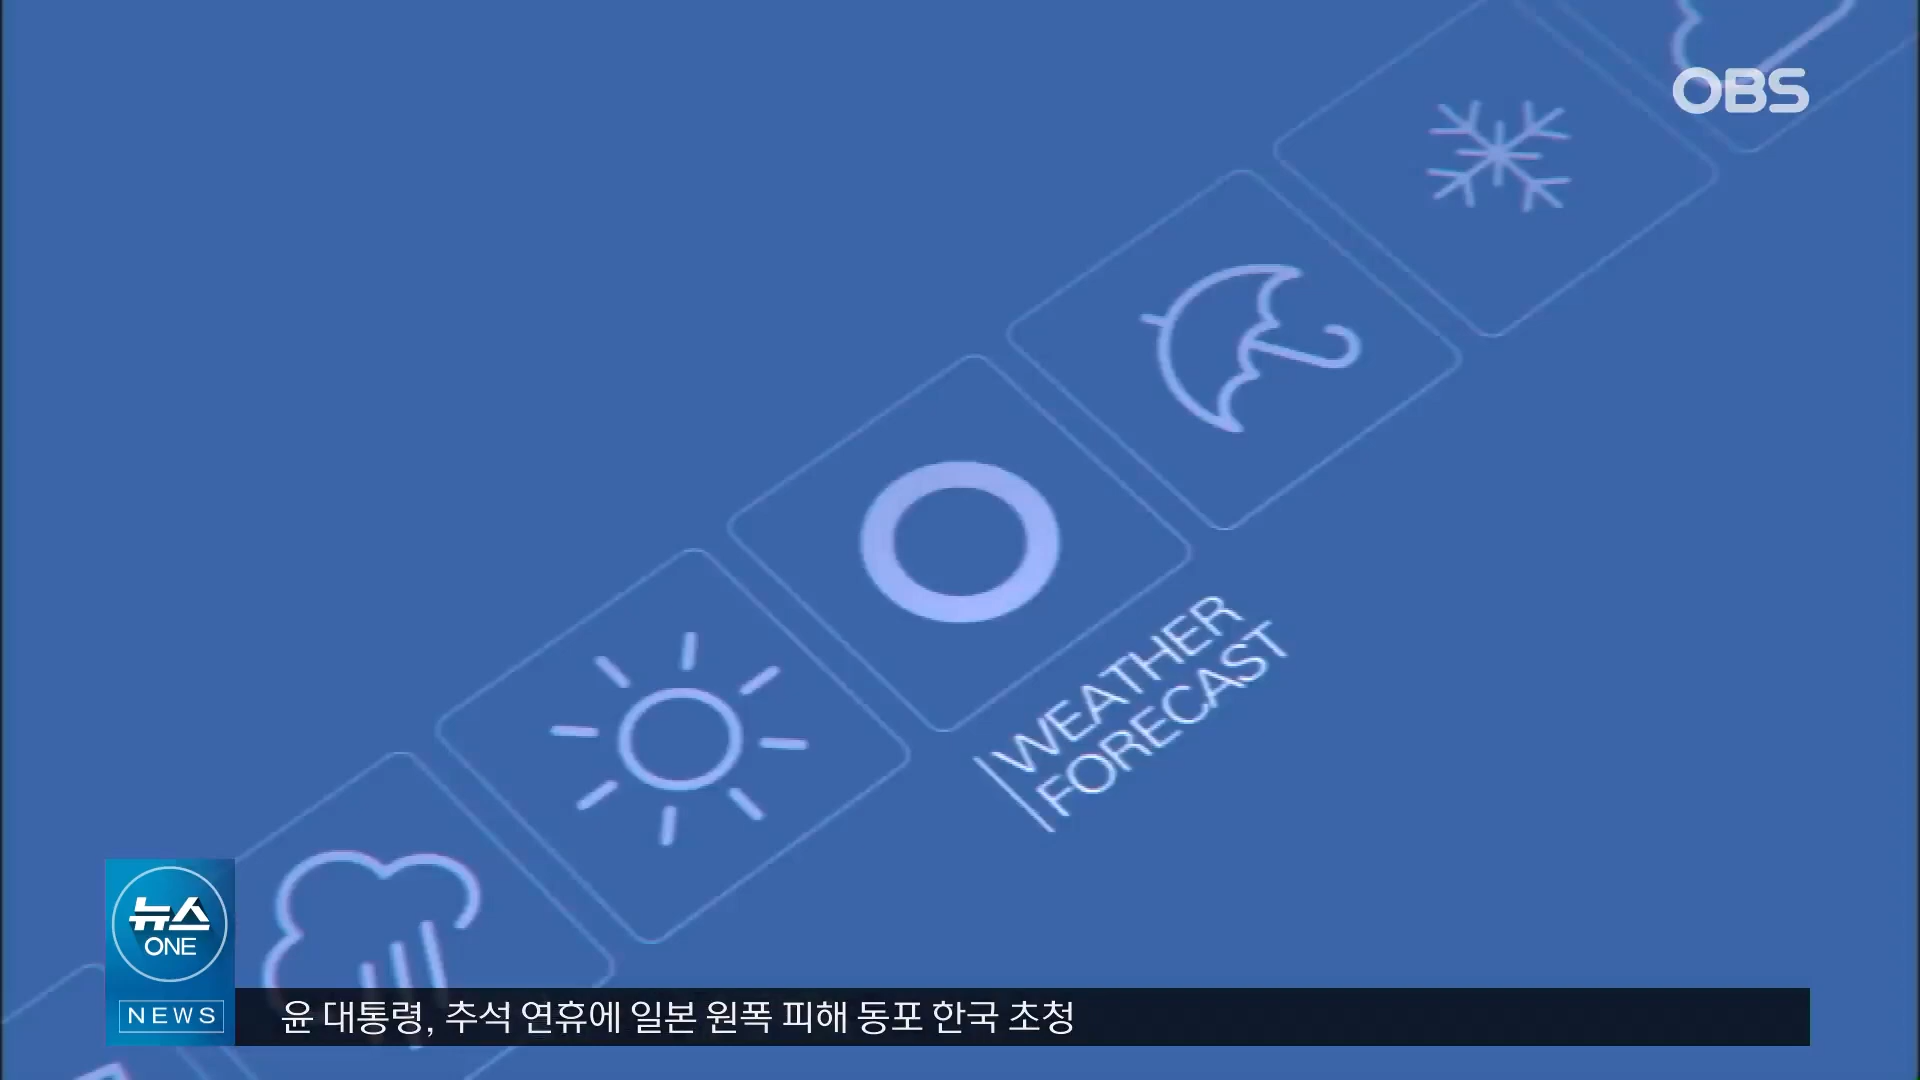 OBS
WEATHER
FORECAST
뉴스
ONE
NEWS
윤 대통령, 추석 연휴에 일본 원폭 피해 동포 한국 초청